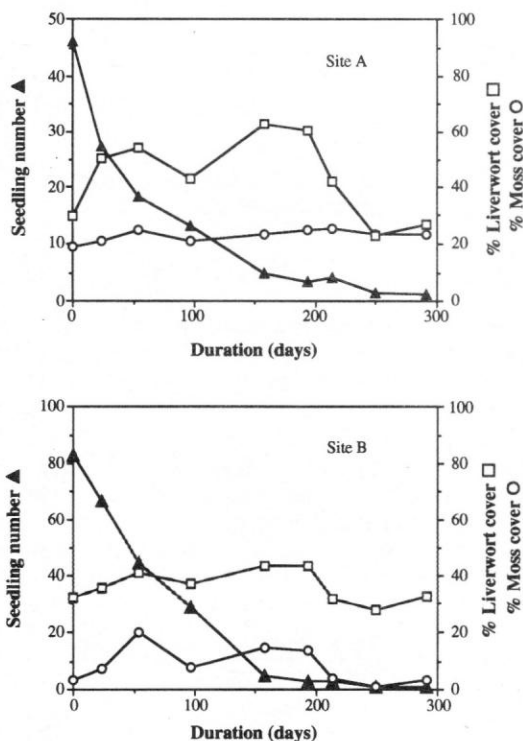 Site A
Seedling number ▲
50
40
30
20
10
0
100
80
60
40
20
0
% Liverwort cover □
% Moss cover ○
0 100 200 300
Duration (days)
Site B
Seedling number ▲
100
80
60
40
20
0
100
80
60
40
20
0
% Liverwort cover □
% Moss cover ○
0 100 200 300
Duration (days)